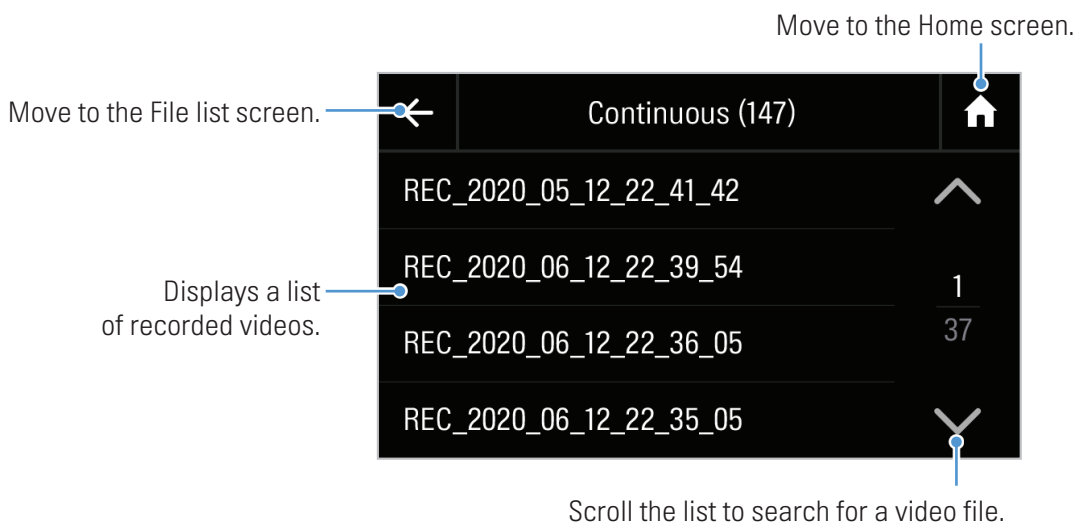 Move to the Home screen.
Move to the File list screen.
Continuous (147)
REC_2020_05_12_22_41_42
REC_2020_06_12_22_39_54
Displays a list
of recorded videos.
1
37
REC_2020_06_12_22_36_05
REC_2020_06_12_22_35_05
Scroll the list to search for a video file.